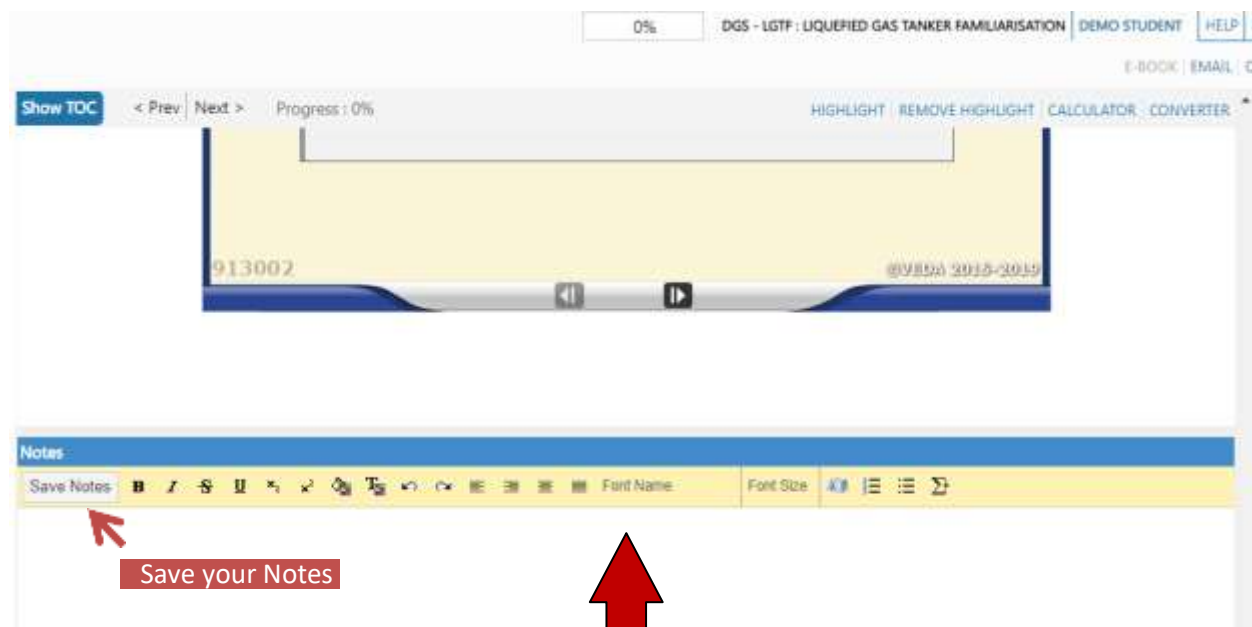 0% DGS - LGTF : LIQUEFIED GAS TANKER FAMILIARISATION DEMO STUDENT HELP
E-BOOK EMAIL
Show TOC < Prev Next > Progress : 0% HIGHLIGHT REMOVE HIGHLIGHT CALCULATOR CONVERTER
913002 ©VEDA 2018-2019
Notes
Save Notes B I S U Font Name Font Size
Save your Notes